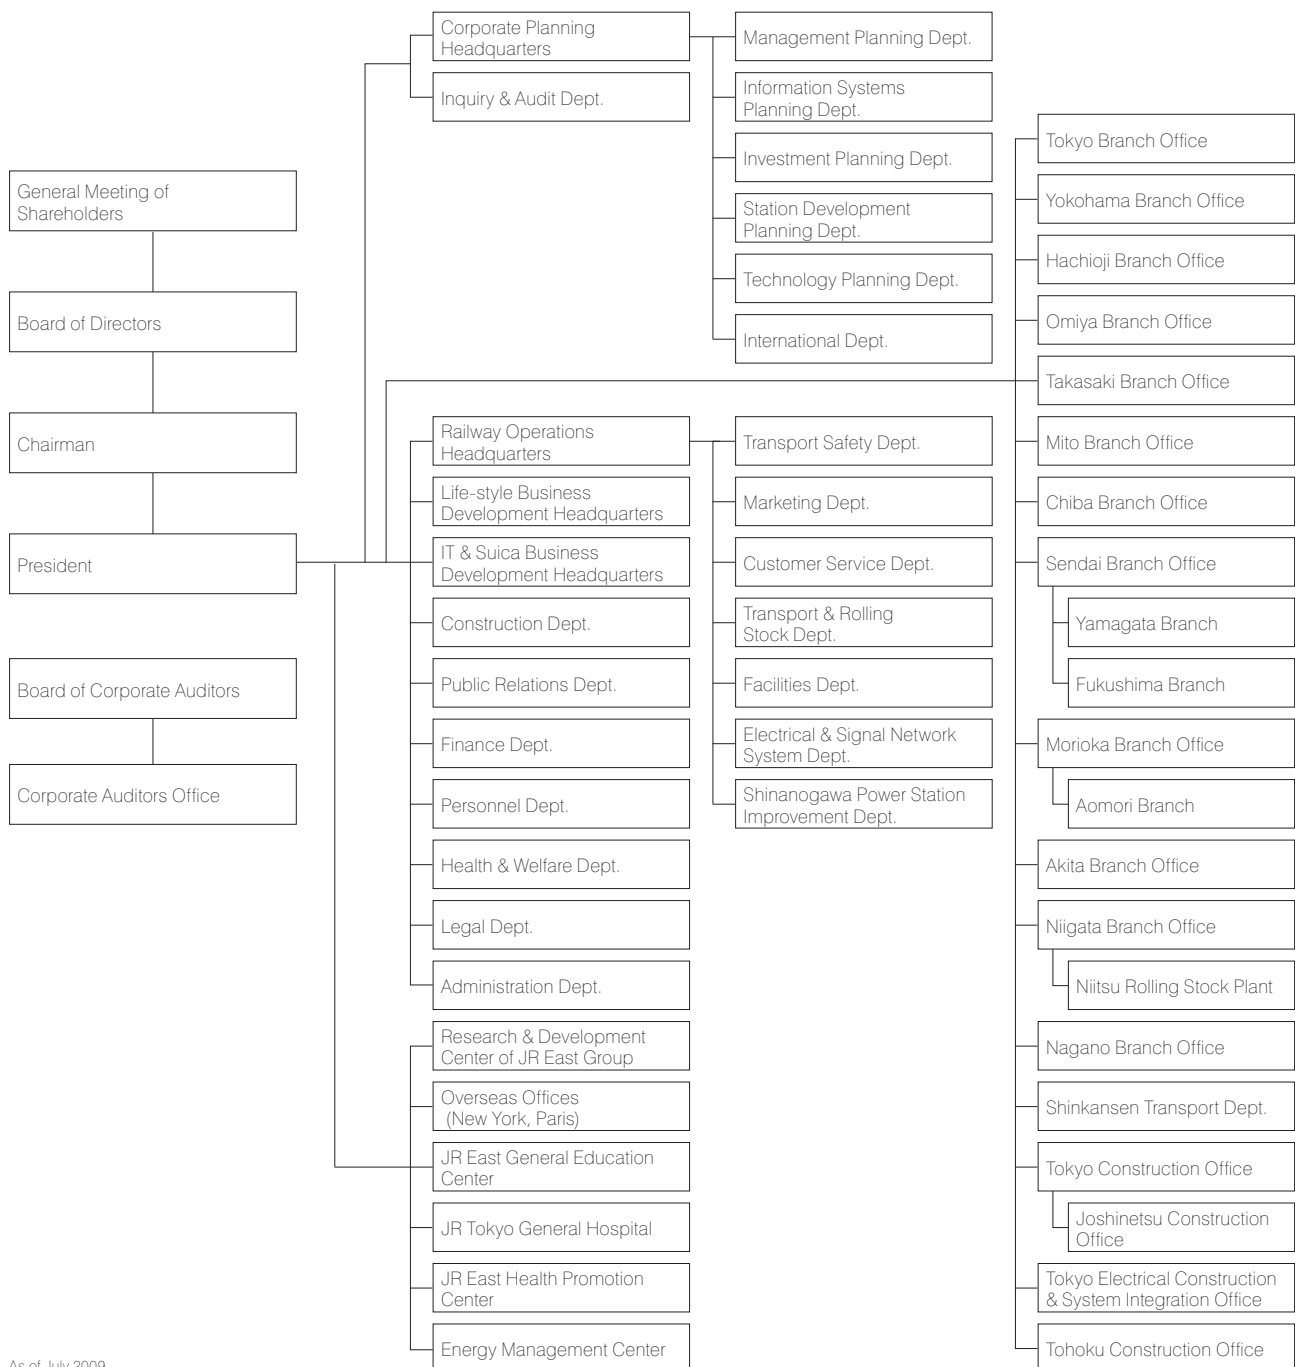 General Meeting of
Shareholders
Board of Directors
Chairman
President
Board of Corporate Auditors
Corporate Auditors Office
Corporate Planning
Headquarters
Inquiry & Audit Dept.
Management Planning Dept.
Information Systems
Planning Dept.
Investment Planning Dept.
Station Development
Planning Dept.
Technology Planning Dept.
International Dept.
Railway Operations
Headquarters
Life-style Business
Development Headquarters
IT & Suica Business
Development Headquarters
Construction Dept.
Public Relations Dept.
Finance Dept.
Personnel Dept.
Health & Welfare Dept.
Legal Dept.
Administration Dept.
Transport Safety Dept.
Marketing Dept.
Customer Service Dept.
Transport & Rolling
Stock Dept.
Facilities Dept.
Electrical & Signal Network
System Dept.
Shinanogawa Power Station
Improvement Dept.
Research & Development
Center of JR East Group
Overseas Offices
(New York, Paris)
JR East General Education
Center
JR Tokyo General Hospital
JR East Health Promotion
Center
Energy Management Center
Tokyo Branch Office
Yokohama Branch Office
Hachioji Branch Office
Omiya Branch Office
Takasaki Branch Office
Mito Branch Office
Chiba Branch Office
Sendai Branch Office
Yamagata Branch
Fukushima Branch
Morioka Branch Office
Aomori Branch
Akita Branch Office
Niigata Branch Office
Niitsu Rolling Stock Plant
Nagano Branch Office
Shinkansen Transport Dept.
Tokyo Construction Office
Joshinetsu Construction
Office
Tokyo Electrical Construction
& System Integration Office
Tohoku Construction Office
As of July 2009